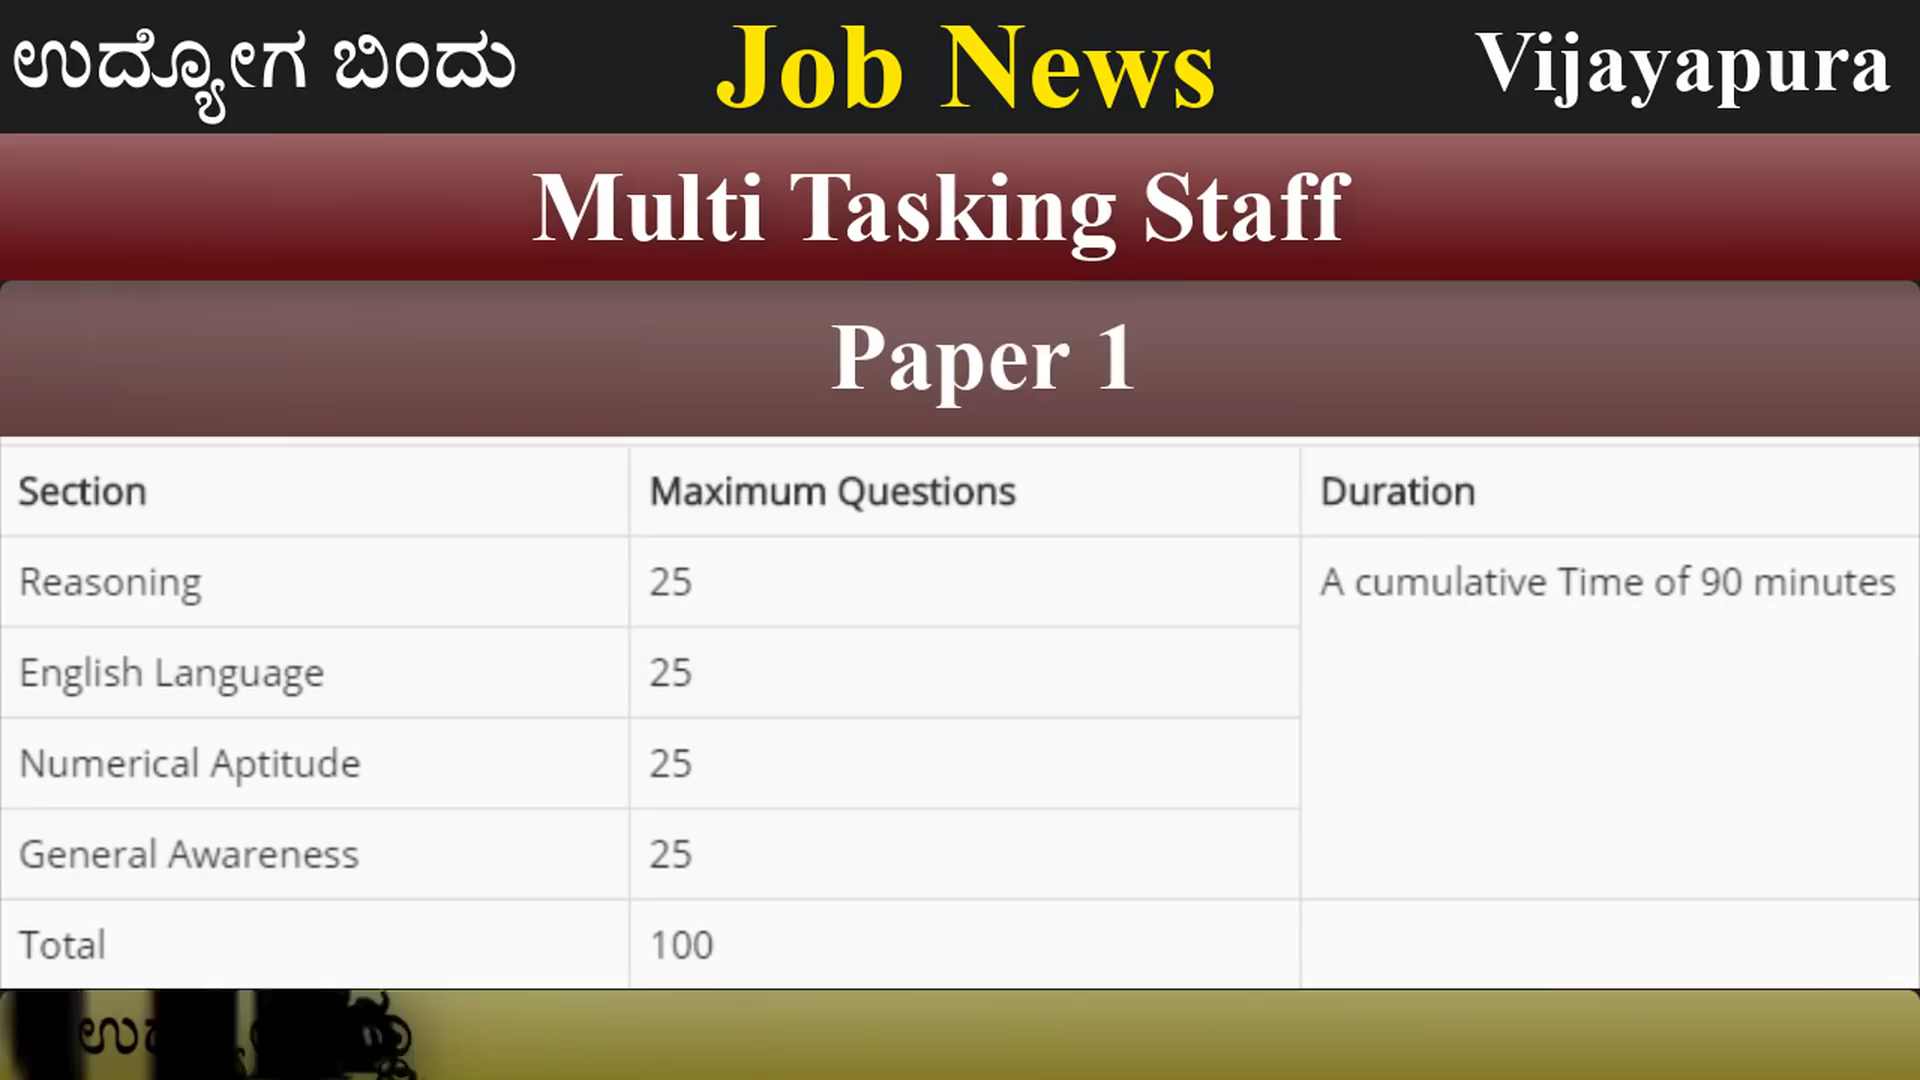 ಉದ್ಯೋಗ ಬಿಂದು Job News Vijayapura
Multi Tasking Staff
Paper 1
Section Maximum Questions Duration
Reasoning 25 A cumulative Time of 90 minutes
English Language 25
Numerical Aptitude 25
General Awareness 25
Total 100